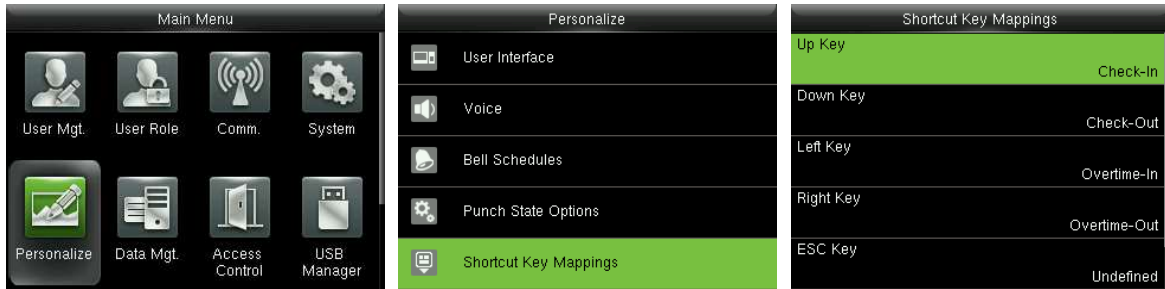 Main Menu
User Mgt.
User Role
Comm.
System
Personalize
Data Mgt.
Access
Control
USB
Manager
Personalize
User Interface
Voice
Bell Schedules
Punch State Options
Shortcut Key Mappings
Shortcut Key Mappings
Up Key
Check-In
Down Key
Check-Out
Left Key
Overtime-In
Right Key
Overtime-Out
ESC Key
Undefined